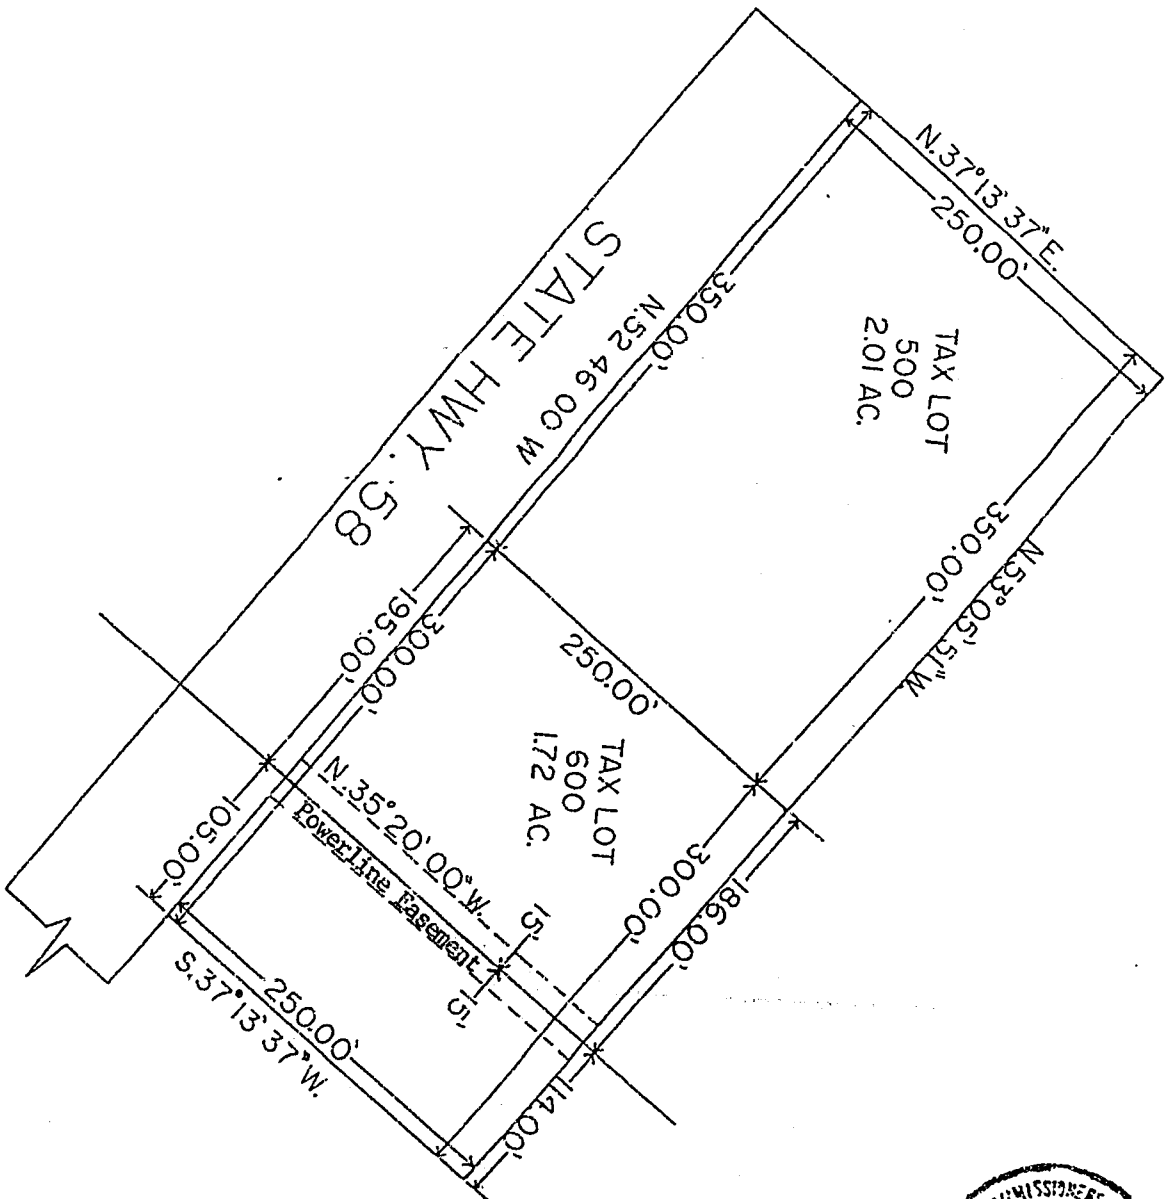 N.37°13'37"E.
250.00'
TAX LOT
500
2.01 AC.
350.00'
N.52 46 00 W
STATE HWY. 58
350.00'
N.53°05'51"W.
195.00'
300.00'
250.00'
TAX LOT
600
1.72 AC.
N.35°20'00"W.
Powerline Easement
15'
15'
300.00'
186.00'
105.00'
250.00'
S.37°13'37"W.
114.00'